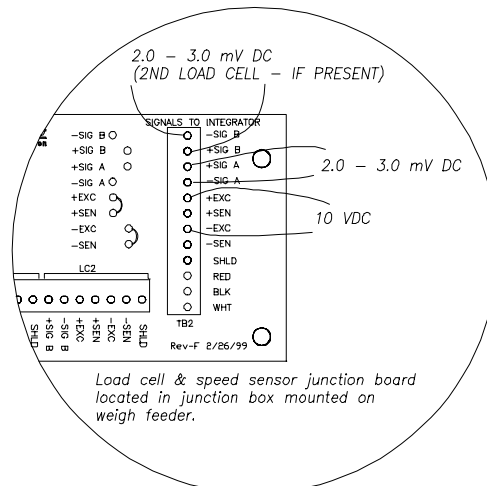 2.0 - 3.0 mV DC
(2ND LOAD CELL - IF PRESENT)
SIGNALS TO INTEGRATOR
-SIG B
+SIG B
+SIG A
-SIG A
+EXC
+SEN
-EXC
-SEN
-SIG B
+SIG B
+SIG A
-SIG A
+EXC
+SEN
-EXC
-SEN
SHLD
RED
BLK
WHT
TB2
2.0 - 3.0 mV DC
10 VDC
LC2
SHLD
+SIG B
-SIG B
+EXC
+SEN
-EXC
-SEN
SHLD
Rev-F 2/26/99
Load cell & speed sensor junction board
located in junction box mounted on
weigh feeder.